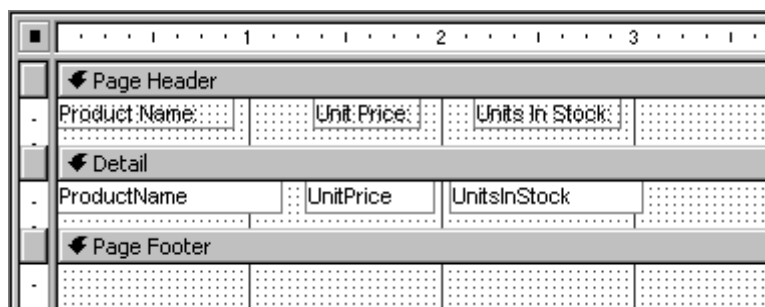 1 2 3
Page Header
Product Name: Unit Price: Units In Stock:
Detail
ProductName UnitPrice UnitsInStock
Page Footer